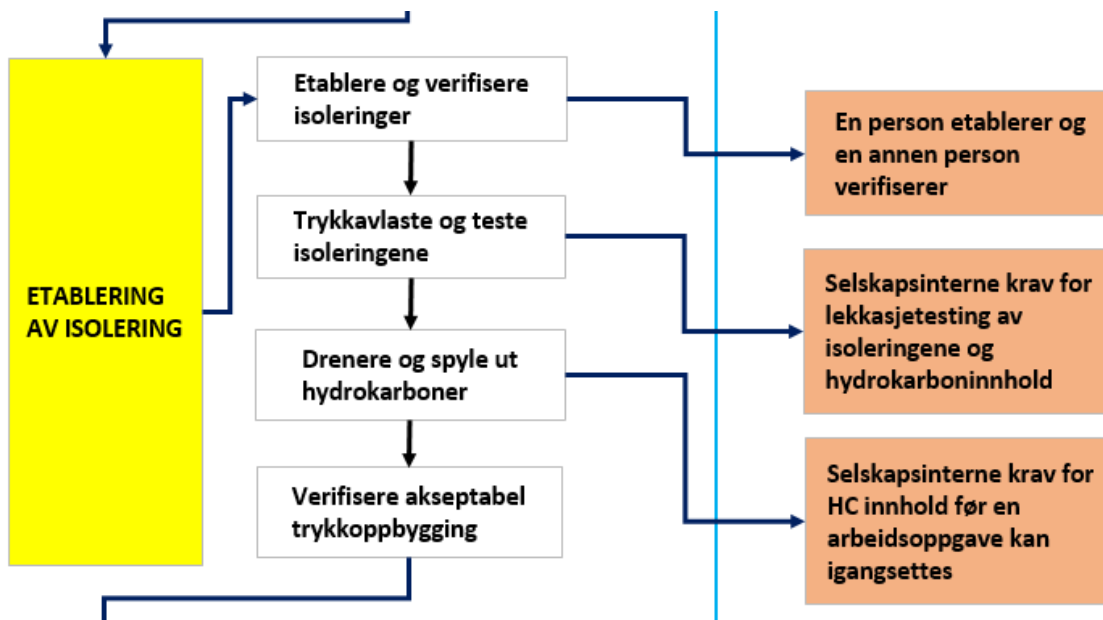 ETABLERING
AV ISOLERING
Etablere og verifisere
isoleringer
Trykkavlaste og teste
isoleringene
Drenere og spyle ut
hydrokarboner
Verifisere akseptabel
trykkoppbygging
En person etablerer og
en annen person
verifiserer
Selskapsinterne krav for
lekkasjetesting av
isoleringene og
hydrokarboninnhold
Selskapsinterne krav for
HC innhold før en
arbeidsoppgave kan
igangsettes